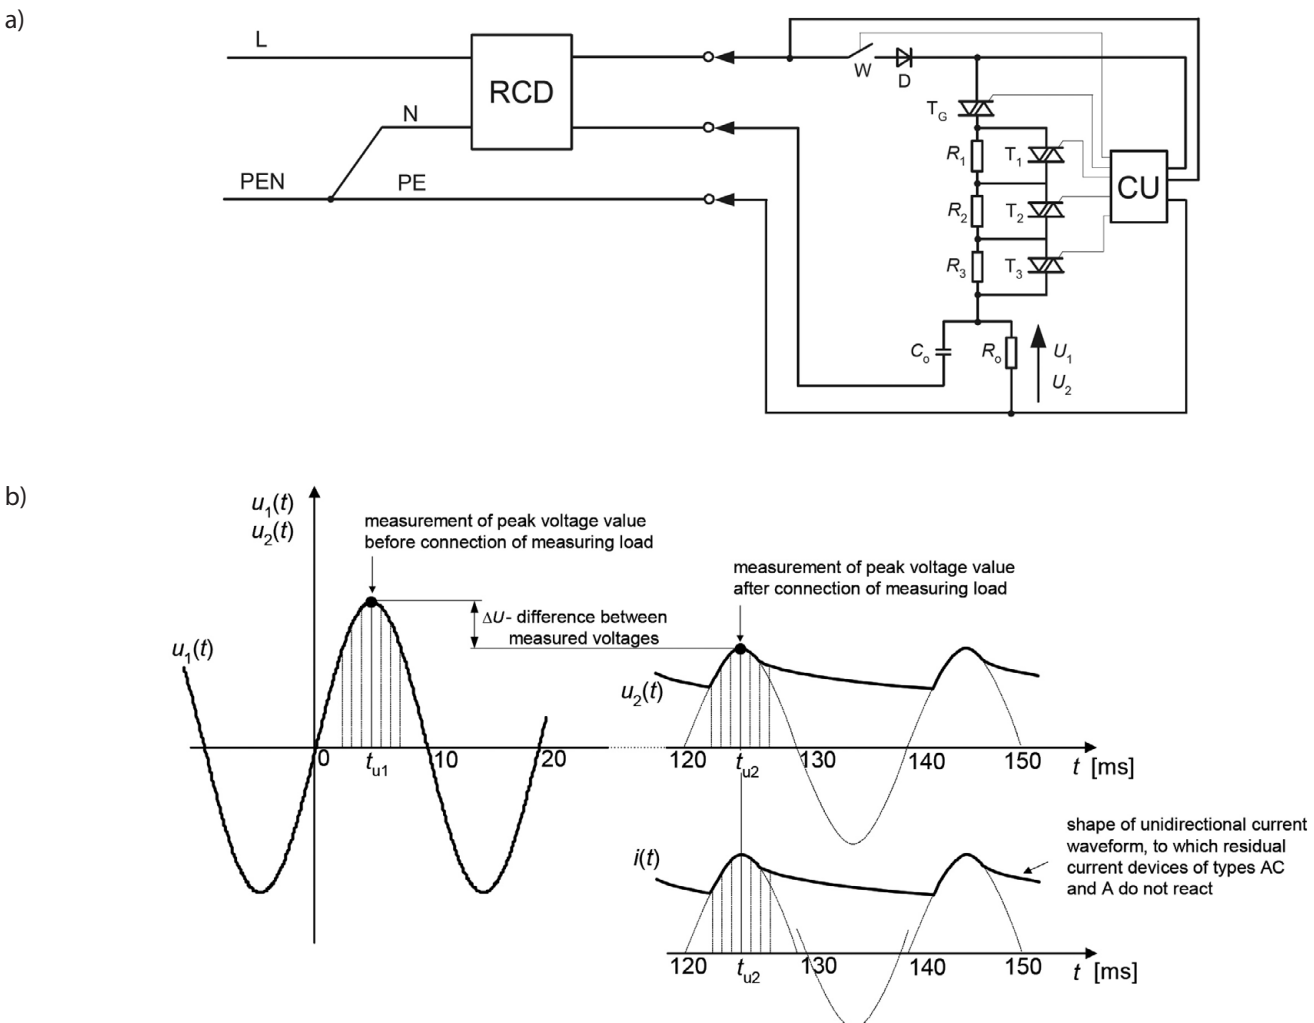 a)
L
RCD
N
PEN
PE
W
D
T_G
R_1
T_1
R_2
T_2
R_3
T_3
CU
C_o
R_o
U_1
U_2
b)
u_1(t)
u_2(t)
measurement of peak voltage value
before connection of measuring load
measurement of peak voltage value
after connection of measuring load
ΔU- difference between
measured voltages
u_1(t)
u_2(t)
0
t_u1
10
20
120
t_u2
130
140
150
t [ms]
i(t)
shape of unidirectional current
waveform, to which residual
current devices of types AC
and A do not react
120
t_u2
130
140
150
t [ms]